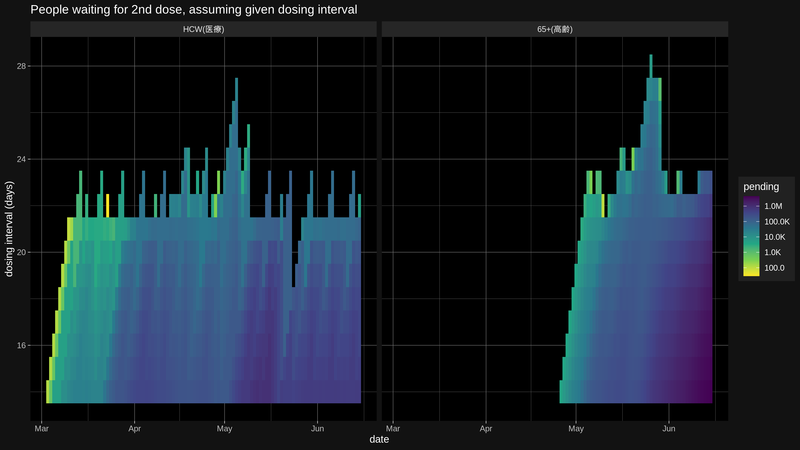 People waiting for 2nd dose, assuming given dosing interval
HCW(医療)
65+(高齢)
28
24
20
16
dosing interval (days)
Mar
Apr
May
Jun
Mar
Apr
May
Jun
date
pending
1.0M
100.0K
10.0K
1.0K
100.0